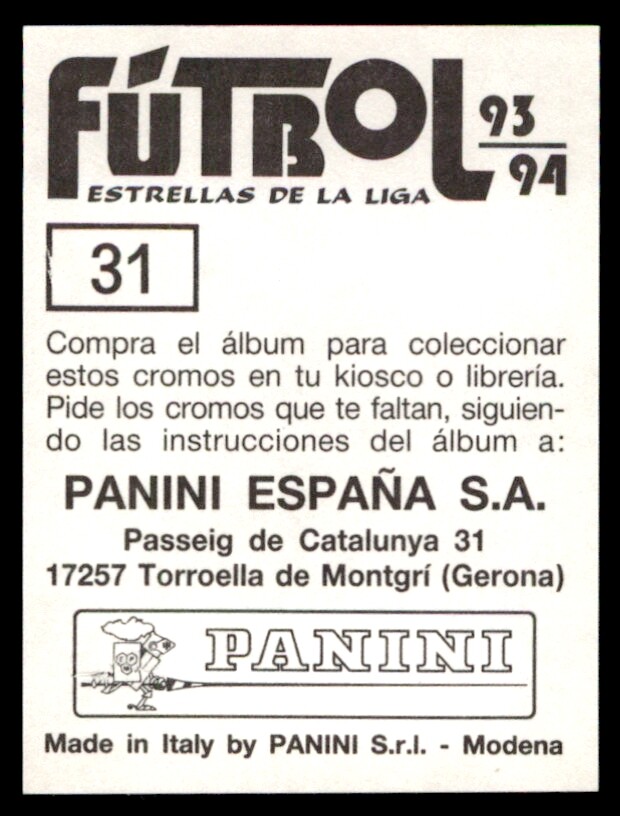 FÚTBOL 93/94
ESTRELLAS DE LA LIGA
31
Compra el álbum para coleccionar
estos cromos en tu kiosco o librería.
Pide los cromos que te faltan, siguien-
do las instrucciones del álbum a:
PANINI ESPAÑA S.A.
Passeig de Catalunya 31
17257 Torroella de Montgrí (Gerona)
PANINI
Made in Italy by PANINI S.r.l. - Modena